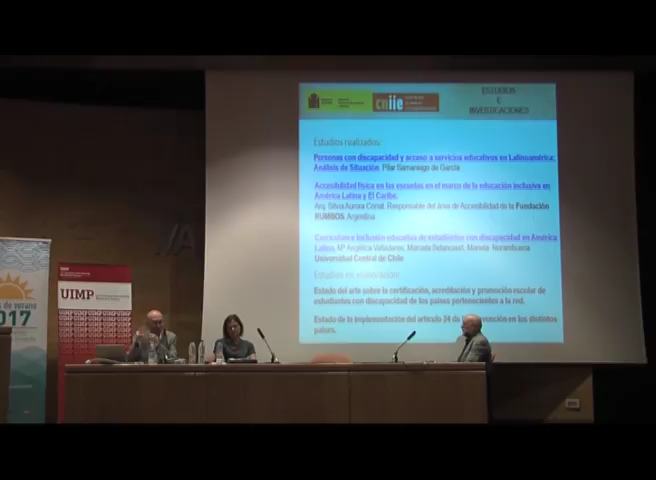 cniie
ESTUDIOS
E
INVESTIGACIONES
Estudios realizados:
Personas con discapacidad y acceso a servicios educativos en Latinoamérica:
Análisis de Situación. Pilar Samaniego de García
Accesibilidad física en las escuelas en el marco de la educación inclusiva en
América Latina y El Caribe.
Arq. Silvia Aurora Coriat. Responsable del área de Accesibilidad de la Fundación
RUMBOS. Argentina
inclusión educativa de estudiantes con discapacidad en América
Latina. Mª Angélica Valladares, Marcela Betancourt, Mariela
Universidad Central de Chile
Estudios en elaboración:
Estado del arte sobre la certificación, acreditación y promoción escolar de
estudiantes con discapacidad de los países pertenecientes a la red.
Estado de la implementación del artículo 24 de la Convención en los distintos
países.
de verano
017
UIMP
UIMP